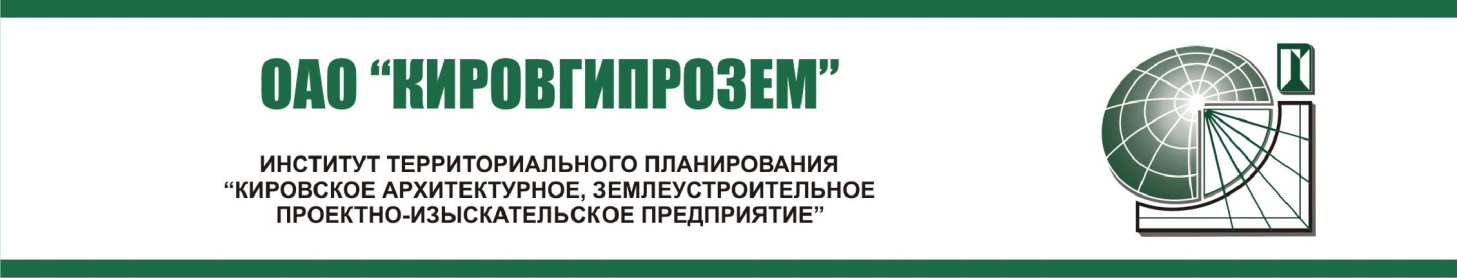 ОАО “КИРОВГИПРОЗЕМ”
ИНСТИТУТ ТЕРРИТОРИАЛЬНОГО ПЛАНИРОВАНИЯ
“КИРОВСКОЕ АРХИТЕКТУРНОЕ, ЗЕМЛЕУСТРОИТЕЛЬНОЕ
ПРОЕКТНО-ИЗЫСКАТЕЛЬСКОЕ ПРЕДПРИЯТИЕ”